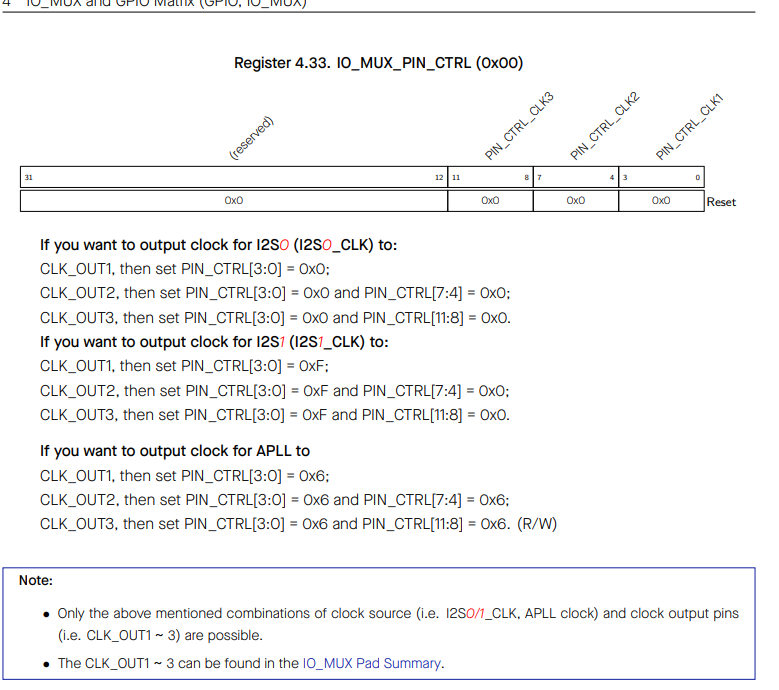 4 IO_MUX and GPIO Matrix (GPIO, IO_MUX)
Register 4.33. IO_MUX_PIN_CTRL (0x00)
(reserved) PIN_CTRL_CLK3 PIN_CTRL_CLK2 PIN_CTRL_CLK1
31 12 11 8 7 4 3 0
0x0 0x0 0x0 0x0 Reset
If you want to output clock for I2S0 (I2S0_CLK) to:
CLK_OUT1, then set PIN_CTRL[3:0] = 0x0;
CLK_OUT2, then set PIN_CTRL[3:0] = 0x0 and PIN_CTRL[7:4] = 0x0;
CLK_OUT3, then set PIN_CTRL[3:0] = 0x0 and PIN_CTRL[11:8] = 0x0.
If you want to output clock for I2S1 (I2S1_CLK) to:
CLK_OUT1, then set PIN_CTRL[3:0] = 0xF;
CLK_OUT2, then set PIN_CTRL[3:0] = 0xF and PIN_CTRL[7:4] = 0x0;
CLK_OUT3, then set PIN_CTRL[3:0] = 0xF and PIN_CTRL[11:8] = 0x0.
If you want to output clock for APLL to
CLK_OUT1, then set PIN_CTRL[3:0] = 0x6;
CLK_OUT2, then set PIN_CTRL[3:0] = 0x6 and PIN_CTRL[7:4] = 0x6;
CLK_OUT3, then set PIN_CTRL[3:0] = 0x6 and PIN_CTRL[11:8] = 0x6. (R/W)
Note:
• Only the above mentioned combinations of clock source (i.e. I2S0/1_CLK, APLL clock) and clock output pins
(i.e. CLK_OUT1 ~ 3) are possible.
• The CLK_OUT1 ~ 3 can be found in the IO_MUX Pad Summary.